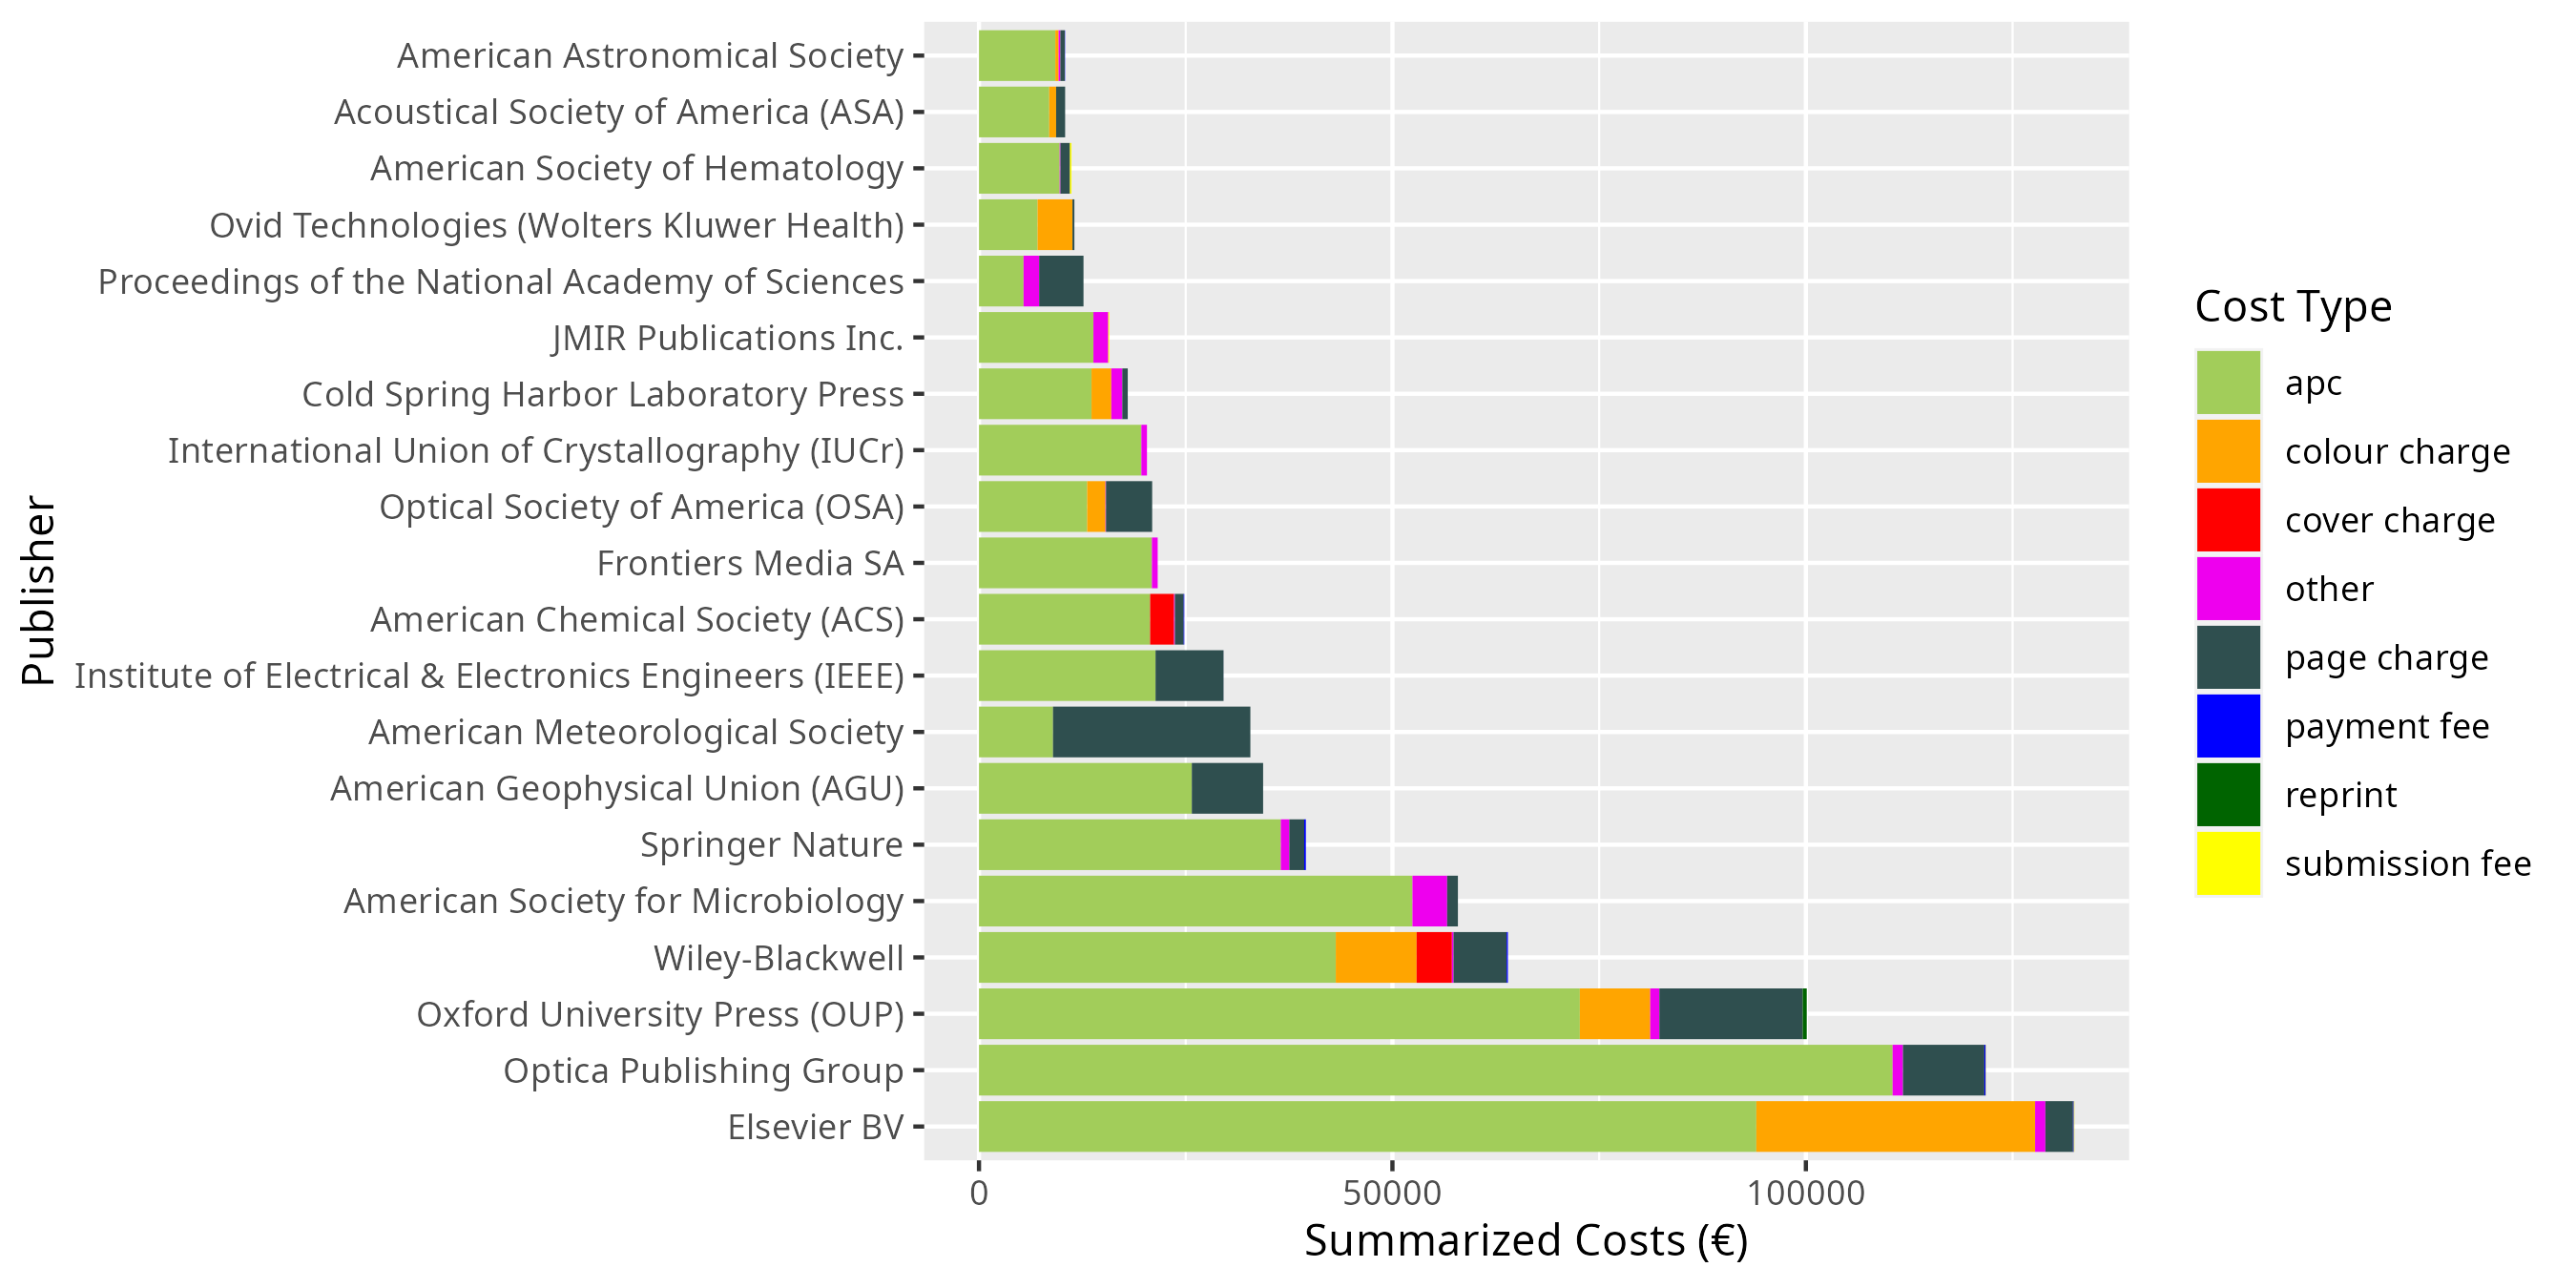 American Astronomical Society
Acoustical Society of America (ASA)
American Society of Hematology
Ovid Technologies (Wolters Kluwer Health)
Proceedings of the National Academy of Sciences
JMIR Publications Inc.
Cold Spring Harbor Laboratory Press
International Union of Crystallography (IUCr)
Optical Society of America (OSA)
Frontiers Media SA
American Chemical Society (ACS)
Institute of Electrical & Electronics Engineers (IEEE)
American Meteorological Society
American Geophysical Union (AGU)
Springer Nature
American Society for Microbiology
Wiley-Blackwell
Oxford University Press (OUP)
Optica Publishing Group
Elsevier BV
Publisher
0
50000
100000
Summarized Costs (€)
Cost Type
apc
colour charge
cover charge
other
page charge
payment fee
reprint
submission fee